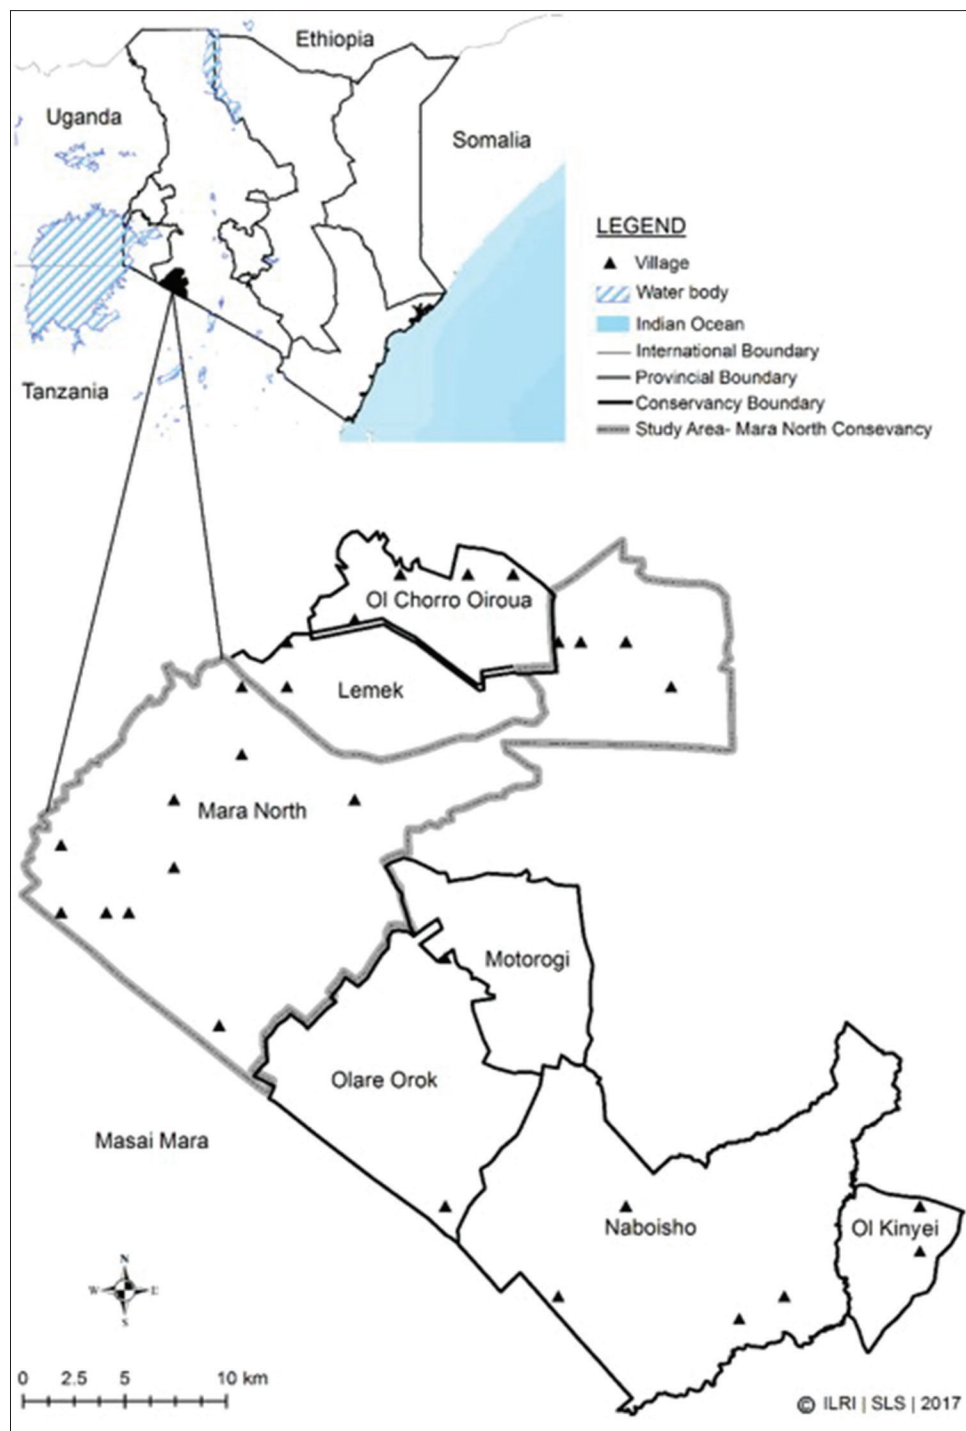 Ethiopia
Uganda
Somalia
Tanzania
LEGEND
Village
Water body
Indian Ocean
International Boundary
Provincial Boundary
Conservancy Boundary
Study Area- Mara North Consevancy
Ol Chorro Oiroua
Lemek
Mara North
Motorogi
Olare Orok
Masai Mara
Naboisho
Ol Kinyei
N
W E
S
0 2.5 5 10 km
© ILRI | SLS | 2017